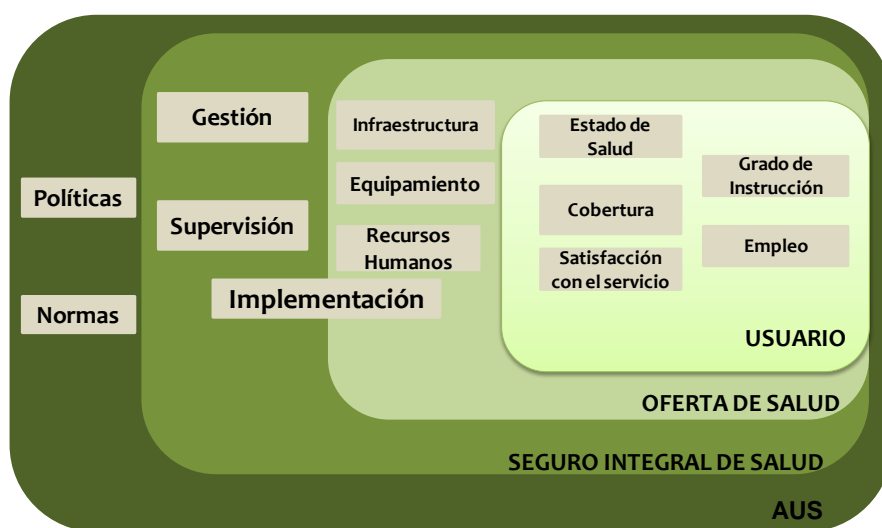 Políticas
Normas
Gestión
Supervisión
Implementación
Infraestructura
Equipamiento
Recursos
Humanos
Estado de
Salud
Cobertura
Satisfacción
con el servicio
Grado de
Instrucción
Empleo
USUARIO
OFERTA DE SALUD
SEGURO INTEGRAL DE SALUD
AUS